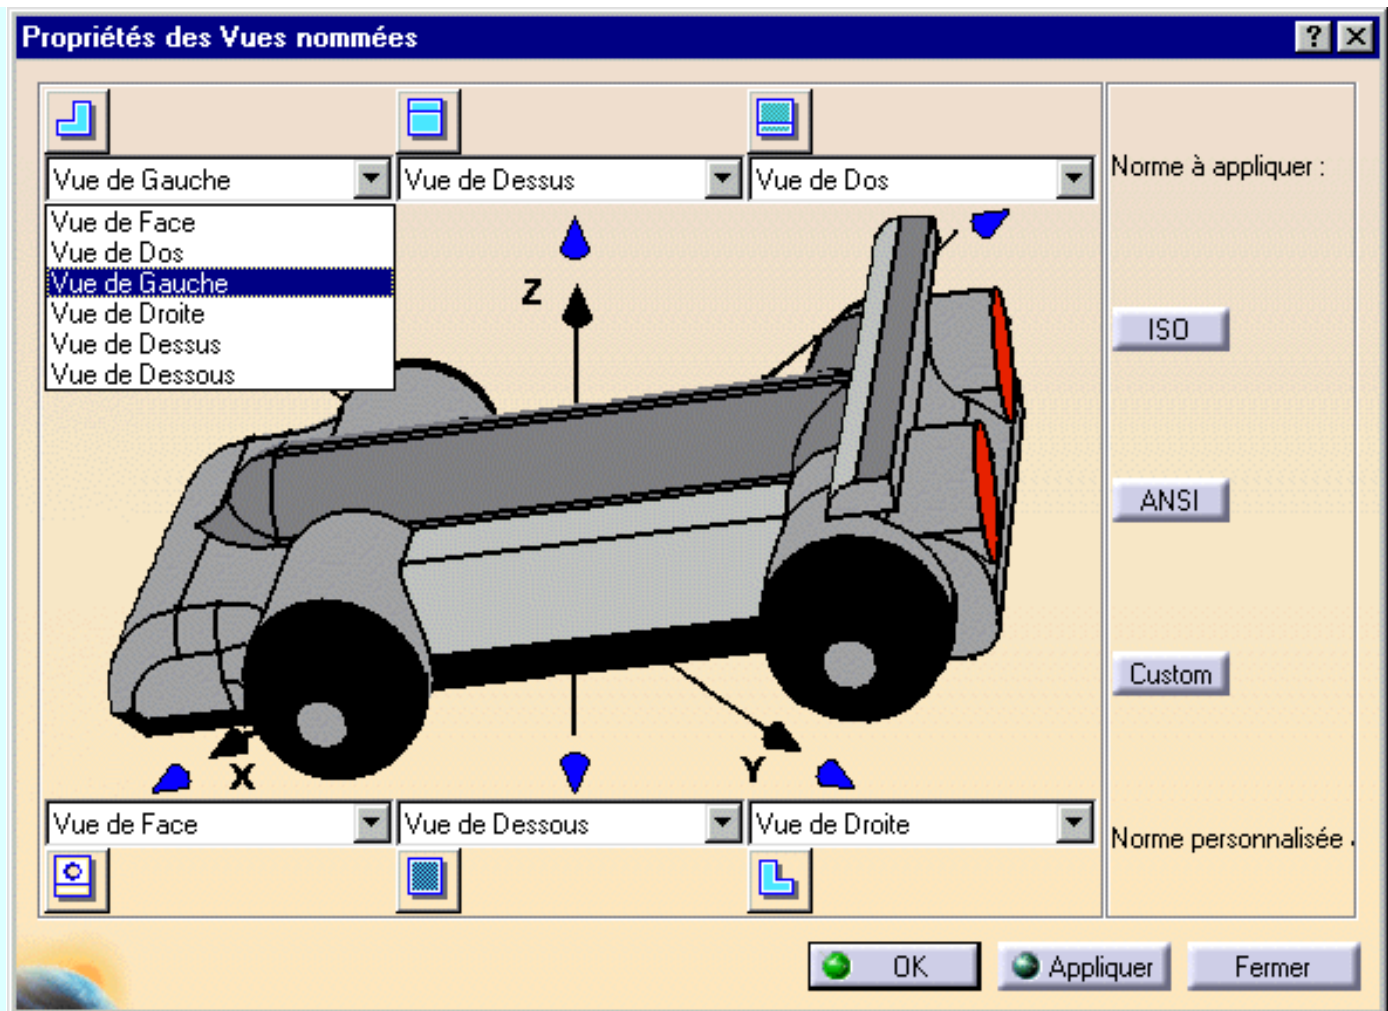 Propriétés des Vues nommées
Vue de Gauche
Vue de Dessus
Vue de Dos
Norme à appliquer :
Vue de Face
Vue de Dos
Vue de Gauche
Vue de Droite
Vue de Dessus
Vue de Dessous
Z
ISO
ANSI
Custom
X
Y
Vue de Face
Vue de Dessous
Vue de Droite
Norme personnalisée
OK
Appliquer
Fermer